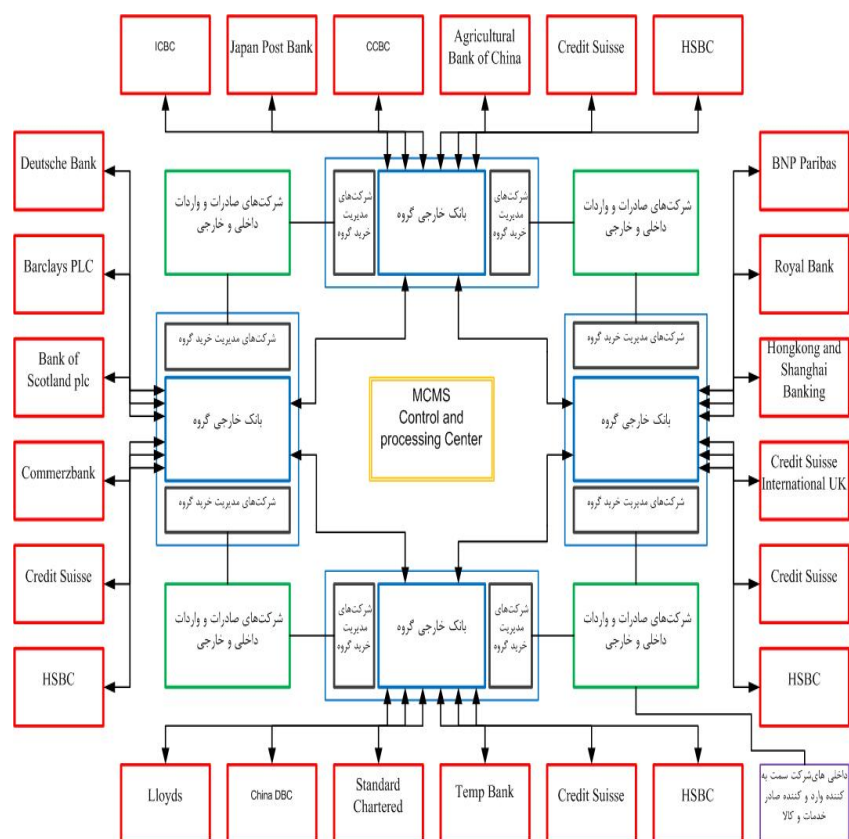 ICBC
Japan Post Bank
CCBC
Agricultural
Bank of China
Credit Suisse
HSBC
Deutsche Bank
Barclays PLC
Bank of
Scotland plc
Commerzbank
Credit Suisse
HSBC
شرکت‌های صادرات و واردات
داخلی و خارجی
شرکت‌های
مدیریت
خرید گروه
بانک خارجی گروه
شرکت‌های
مدیریت
خرید گروه
شرکت‌های صادرات و واردات
داخلی و خارجی
شرکت‌های مدیریت خرید گروه
بانک خارجی گروه
شرکت‌های مدیریت خرید گروه
MCMS
Control and
processing Center
شرکت‌های مدیریت خرید گروه
بانک خارجی گروه
شرکت‌های مدیریت خرید گروه
شرکت‌های صادرات و واردات
داخلی و خارجی
شرکت‌های
مدیریت
خرید گروه
بانک خارجی گروه
شرکت‌های
مدیریت
خرید گروه
شرکت‌های صادرات و واردات
داخلی و خارجی
BNP Paribas
Royal Bank
Hongkong and
Shanghai
Banking
Credit Suisse
International UK
Credit Suisse
HSBC
Lloyds
China DBC
Standard
Chartered
Temp Bank
Credit Suisse
HSBC
داخلی های‌شرکت سمت به
کننده وارد و کننده صادر
خدمات و کالا